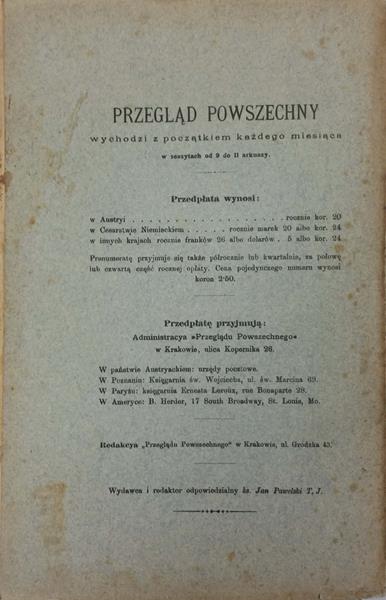 PRZEGLĄD POWSZECHNY
wychodzi z początkiem każdego miesiąca
w zeszytach od 9 do 11 arkuszy.
Przedpłata wynosi:
w Austryi . . . . . . . . . . . . . . . . . . rocznie kor. 20
w Cesarstwie Niemieckiem . . . . . rocznie marek 20 albo kor. 24
w innych krajach rocznie franków 26 albo dolarów . 5 albo kor. 24
Prenumeratę przyjmuje się także półrocznie lub kwartalnie, za połowę
lub czwartą część rocznej opłaty. Cena pojedynczego numeru wynosi
koron 2·50.
Przedpłatę przyjmują:
Administracya »Przeglądu Powszechnego«
w Krakowie, ulica Kopernika 26.
W państwie Austryackiem: urzędy pocztowe.
W Poznaniu: Księgarnia św. Wojciecha, ul. św. Marcina 69.
W Paryżu: księgarnia Ernesta Leroux, rue Bonaparte 28.
W Ameryce: B. Herder, 17 South Broadway, St. Louis, Mo.
Redakcya „Przeglądu Powszechnego" w Krakowie, ul. Grodzka 43.
Wydawca i redaktor odpowiedzialny ks. Jan Pawelski T. J.